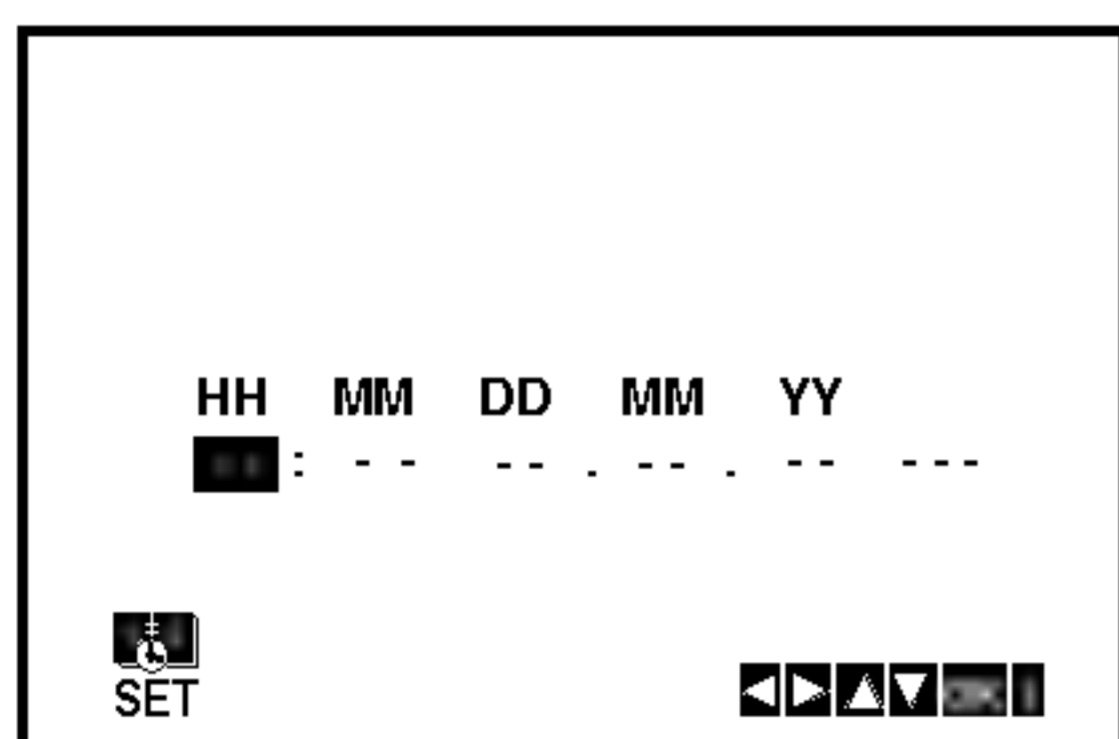 HH MM DD MM YY
: -- -- . -- . -- ---
SET